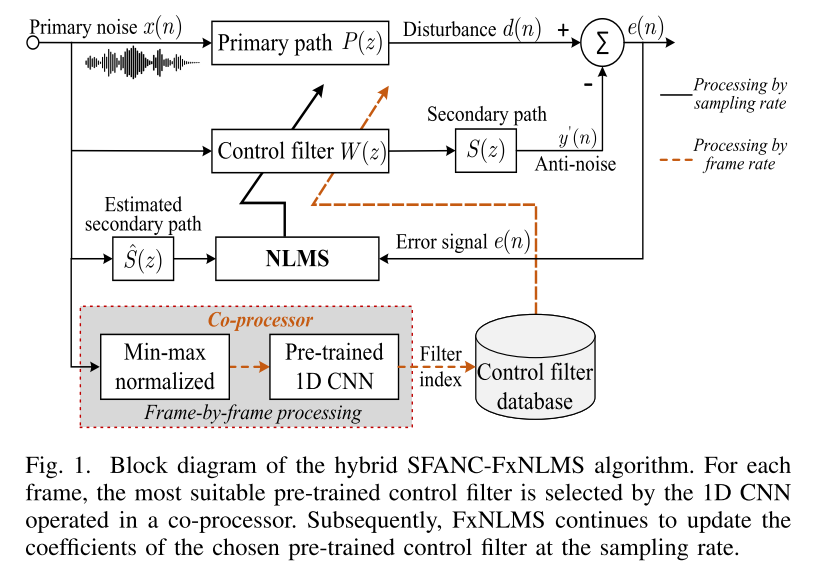 Primary noise x(n)
Primary path P(z)
Disturbance d(n)
+
Σ
e(n)
-
Processing by
sampling rate
Processing by
frame rate
Control filter W(z)
Secondary path
S(z)
y'(n)
Anti-noise
Estimated
secondary path
Ŝ(z)
NLMS
Error signal e(n)
Co-processor
Min-max
normalized
Pre-trained
1D CNN
Frame-by-frame processing
Filter
index
Control filter
database
Fig. 1. Block diagram of the hybrid SFANC-FxNLMS algorithm. For each
frame, the most suitable pre-trained control filter is selected by the 1D CNN
operated in a co-processor. Subsequently, FxNLMS continues to update the
coefficients of the chosen pre-trained control filter at the sampling rate.